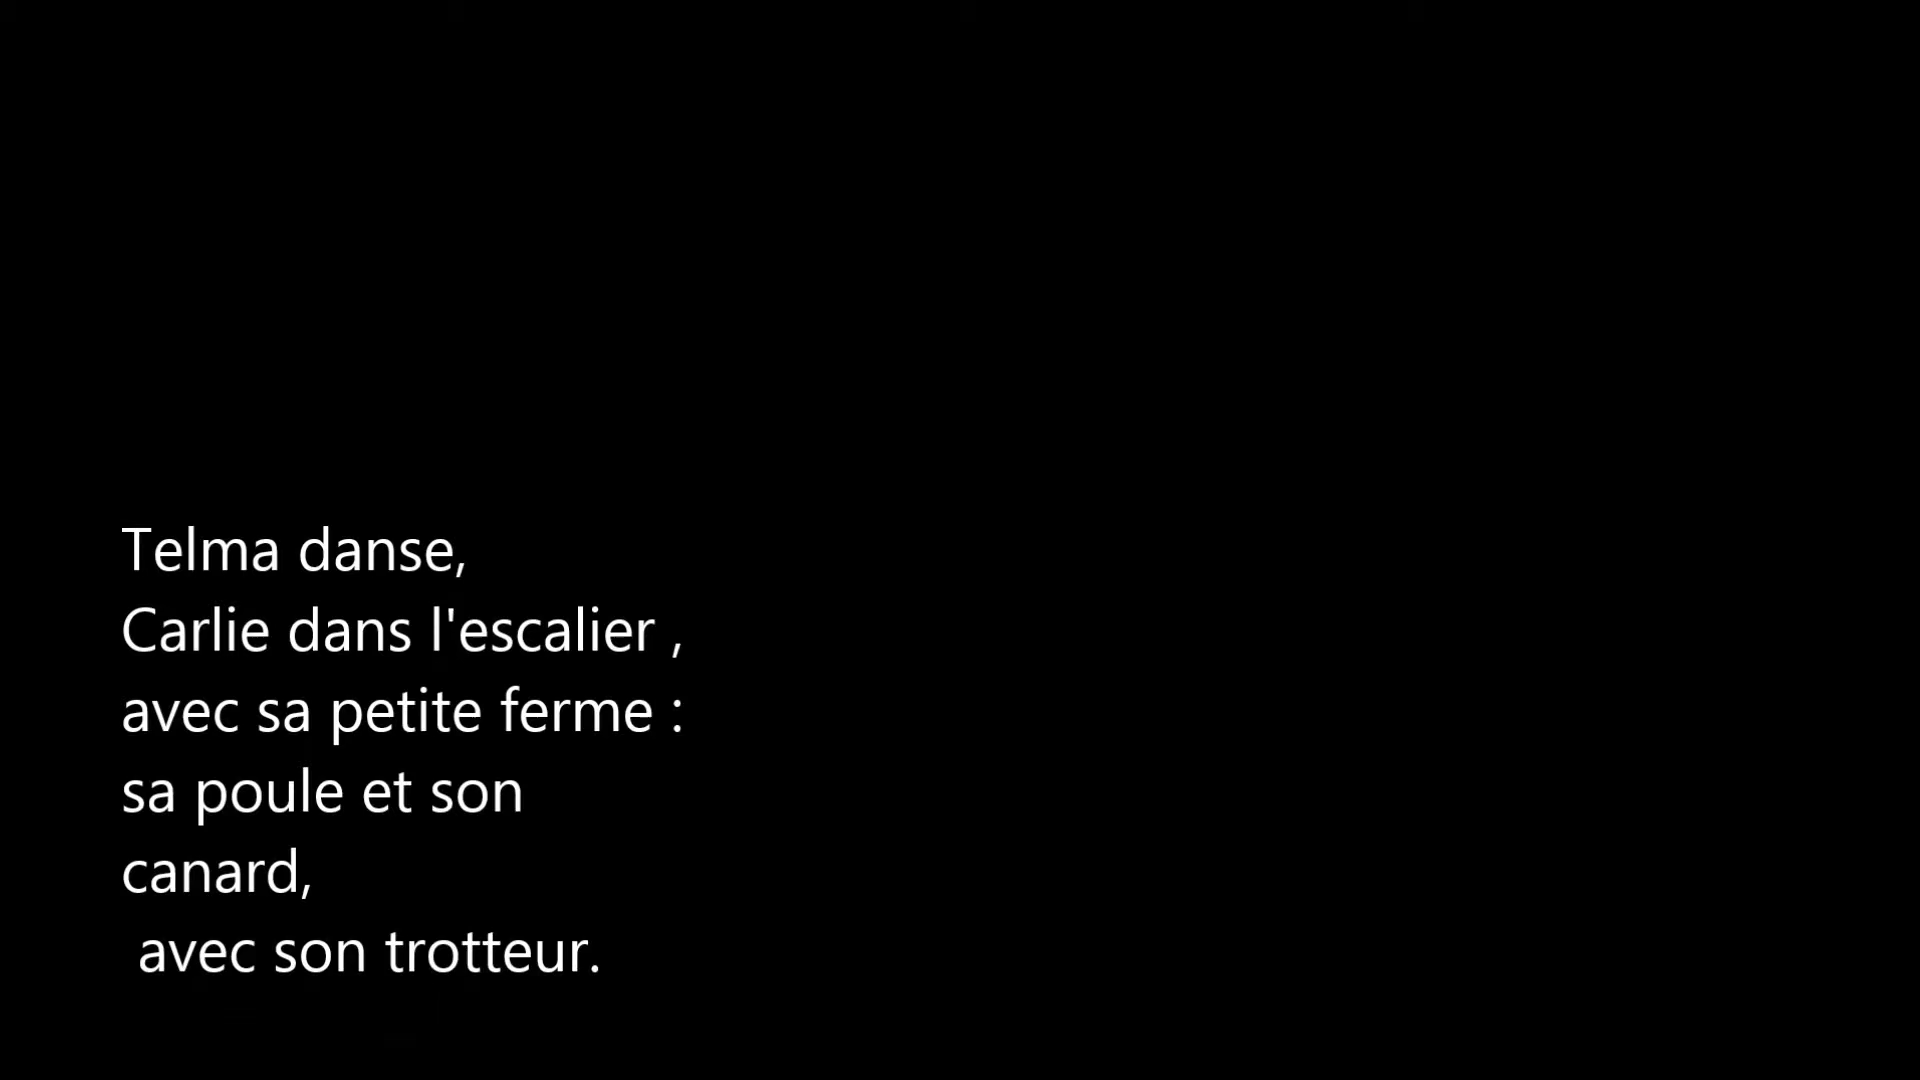 Telma danse,
Carlie dans l'escalier ,
avec sa petite ferme :
sa poule et son
canard,
avec son trotteur.